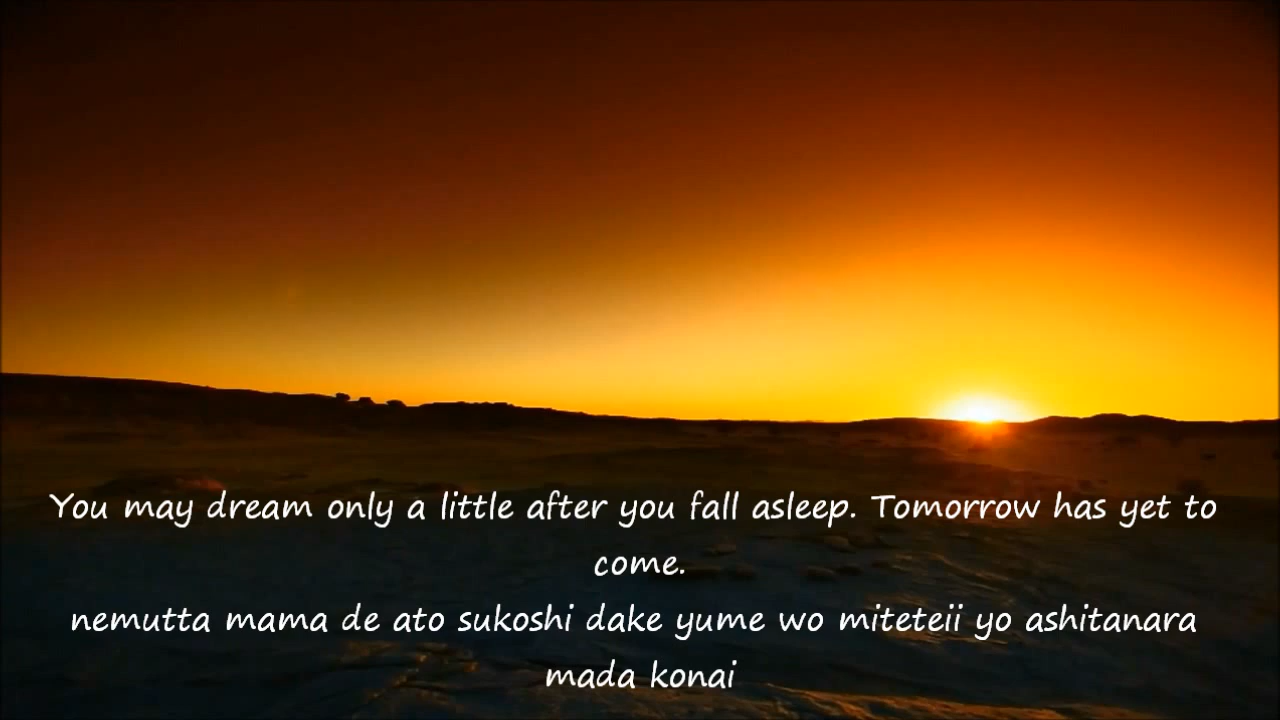 You may dream only a little after you fall asleep. Tomorrow has yet to
come.
nemutta mama de ato sukoshi dake yume wo miteteii yo ashitanara
mada konai